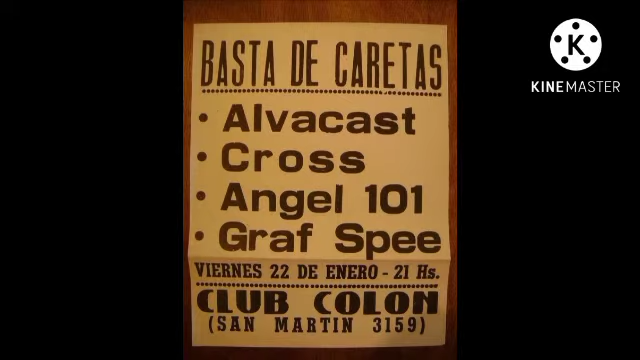 BASTA DE CARETAS
• Alvacast
• Cross
• Angel 101
• Graf Spee
VIERNES 22 DE ENERO - 21 Hs.
CLUB COLON
(SAN MARTIN 3159)
K
KINEMASTER